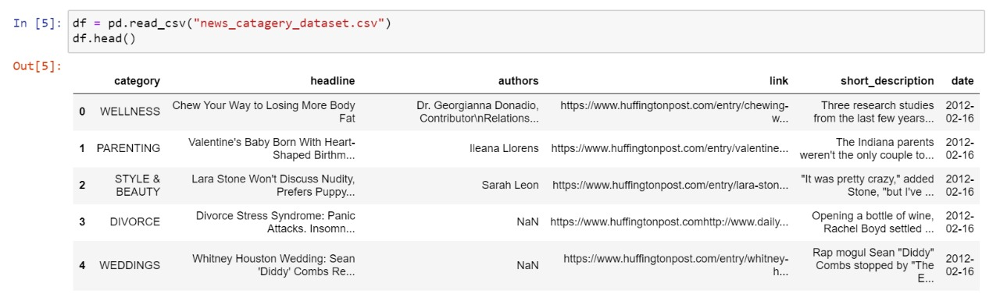 In [5]: df = pd.read_csv("news_catagery_dataset.csv")
df.head()
Out[5]:
category headline authors link short_description date
0 WELLNESS Chew Your Way to Losing More Body Fat Dr. Georgianna Donadio, Contributor\nRelations... https://www.huffingtonpost.com/entry/chewing-w... Three research studies from the last few years... 2012-02-16
1 PARENTING Valentine's Baby Born With Heart-Shaped Birthm... Ileana Llorens https://www.huffingtonpost.com/entry/valentine... The Indiana parents weren't the only couple to... 2012-02-16
2 STYLE & BEAUTY Lara Stone Won't Discuss Nudity, Prefers Puppy... Sarah Leon https://www.huffingtonpost.com/entry/lara-ston... "It was pretty crazy," added Stone, "but I've ... 2012-02-16
3 DIVORCE Divorce Stress Syndrome: Panic Attacks. Insomn... NaN https://www.huffingtonpost.comhttp://www.daily... Opening a bottle of wine, Rachel Boyd settled ... 2012-02-16
4 WEDDINGS Whitney Houston Wedding: Sean 'Diddy' Combs Re... NaN https://www.huffingtonpost.com/entry/whitney-h... Rap mogul Sean "Diddy" Combs stopped by "The E... 2012-02-16